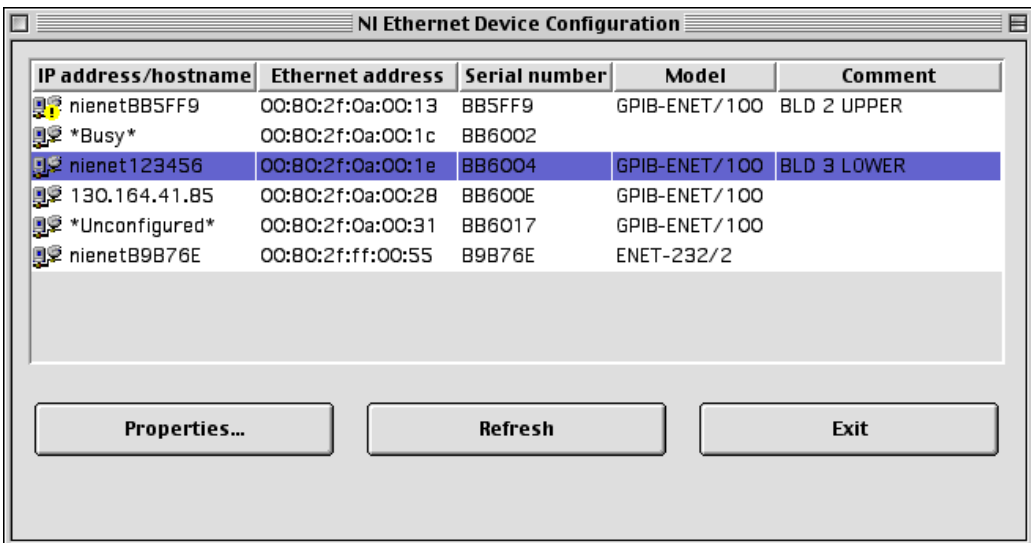 NI Ethernet Device Configuration
IP address/hostname Ethernet address Serial number Model Comment
nienetBB5FF9 00:80:2f:0a:00:13 BB5FF9 GPIB-ENET/100 BLD 2 UPPER
*Busy* 00:80:2f:0a:00:1c BB6002
nienet123456 00:80:2f:0a:00:1e BB6004 GPIB-ENET/100 BLD 3 LOWER
130.164.41.85 00:80:2f:0a:00:28 BB600E GPIB-ENET/100
*Unconfigured* 00:80:2f:0a:00:31 BB6017 GPIB-ENET/100
nienetB9B76E 00:80:2f:ff:00:55 B9B76E ENET-232/2
Properties... Refresh Exit